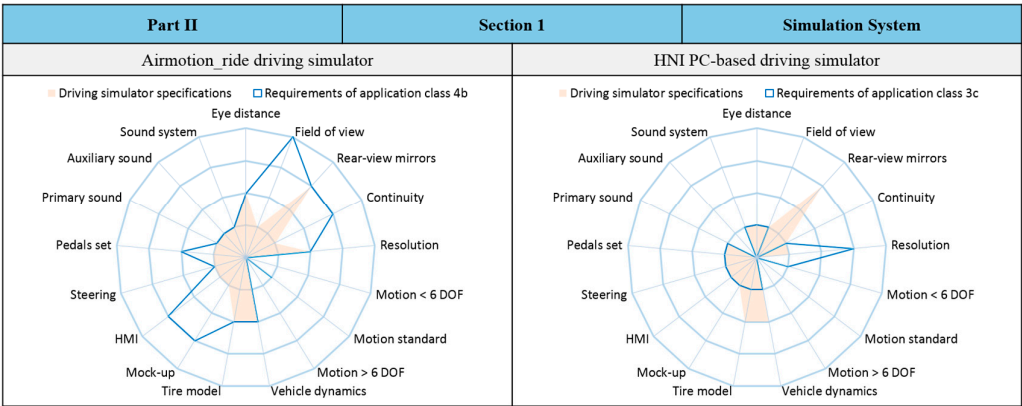 Part II Section 1 Simulation System
Airmotion_ride driving simulator
HNI PC-based driving simulator
Driving simulator specifications Requirements of application class 4b
Eye distance
Sound system Field of view
Auxiliary sound Rear-view mirrors
Primary sound Continuity
Pedals set Resolution
Steering Motion < 6 DOF
HMI Motion standard
Mock-up Motion > 6 DOF
Tire model Vehicle dynamics
Driving simulator specifications Requirements of application class 3c
Eye distance
Sound system Field of view
Auxiliary sound Rear-view mirrors
Primary sound Continuity
Pedals set Resolution
Steering Motion < 6 DOF
HMI Motion standard
Mock-up Motion > 6 DOF
Tire model Vehicle dynamics